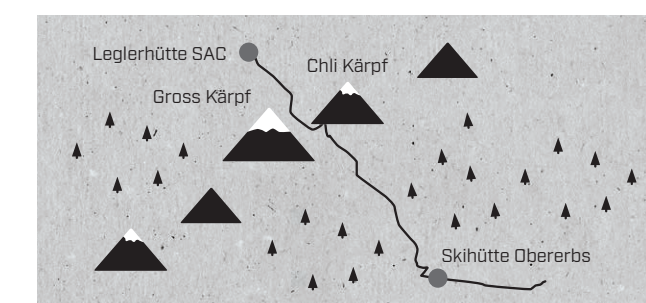 Leglerhütte SAC
Chli Kärpf
Gross Kärpf
Skihütte Obererbs